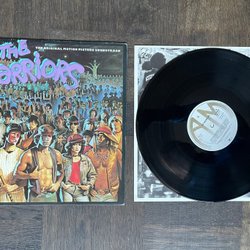 THE
WARRIORS
THE ORIGINAL MOTION PICTURE SOUNDTRACK
A&M